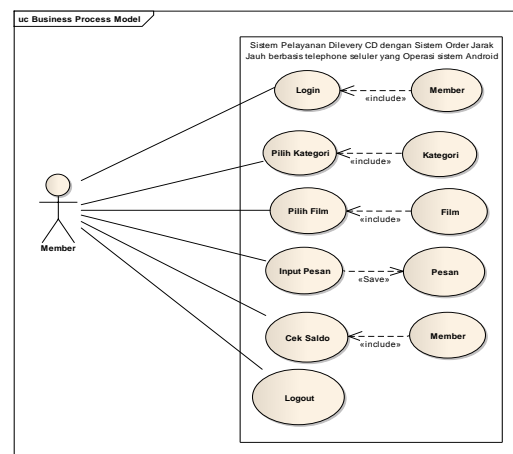 uc Business Process Model
Sistem Pelayanan Dilevery CD dengan Sistem Order Jarak
Jauh berbasis telephone seluler yang Operasi sistem Android
Login
Member
«include»
Pilih Kategori
Kategori
«include»
Pilih Film
Film
«include»
Member
Input Pesan
Pesan
«Save»
Cek Saldo
Member
«include»
Logout